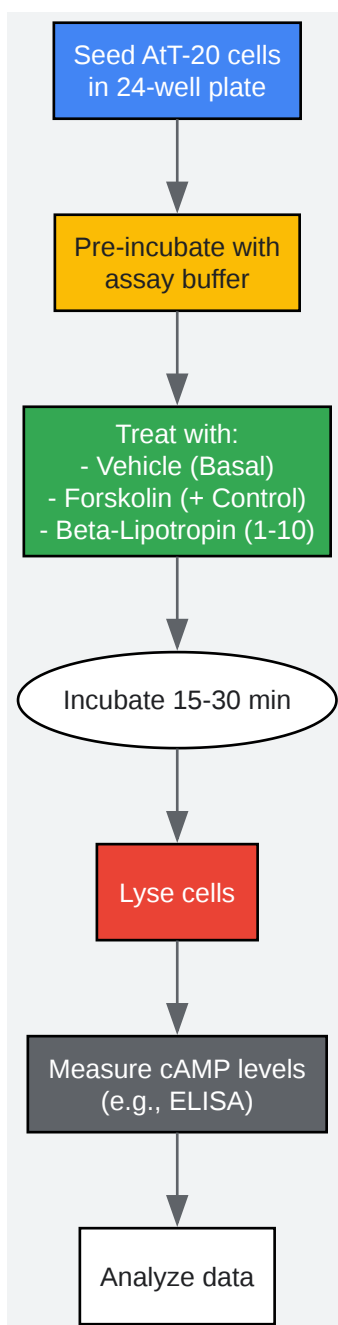 Seed AtT-20 cells
in 24-well plate
Pre-incubate with
assay buffer
Treat with:
- Vehicle (Basal)
- Forskolin (+ Control)
- Beta-Lipotropin (1-10)
Incubate 15-30 min
Lyse cells
Measure cAMP levels
(e.g., ELISA)
Analyze data